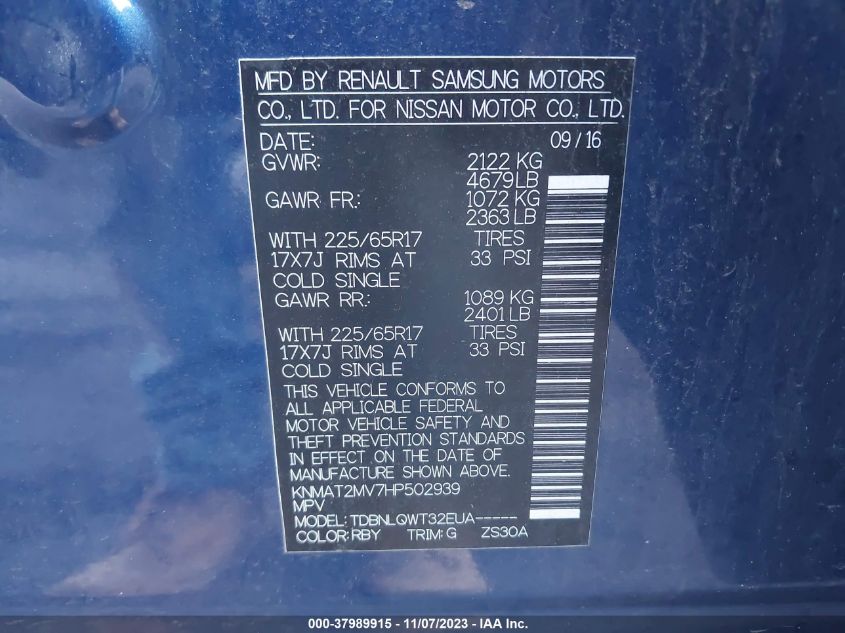 MFD BY RENAULT SAMSUNG MOTORS
CO., LTD. FOR NISSAN MOTOR CO., LTD.
DATE: 09/16
GVWR: 2122 KG
4679LB
GAWR FR.: 1072 KG
2363 LB
WITH 225/65R17 TIRES
17X7J RIMS AT 33 PSI
COLD SINGLE
GAWR RR.: 1089 KG
2401 LB
WITH 225/65R17 TIRES
17X7J RIMS AT 33 PSI
COLD SINGLE
THIS VEHICLE CONFORMS TO
ALL APPLICABLE FEDERAL
MOTOR VEHICLE SAFETY AND
THEFT PREVENTION STANDARDS
IN EFFECT ON THE DATE OF
MANUFACTURE SHOWN ABOVE.
KNMAT2MV7HP502939
MPV
MODEL: TDBNLQWT32EUA-----
COLOR: RBY TRIM: G ZS30A
000-37989915 - 11/07/2023 - IAA Inc.